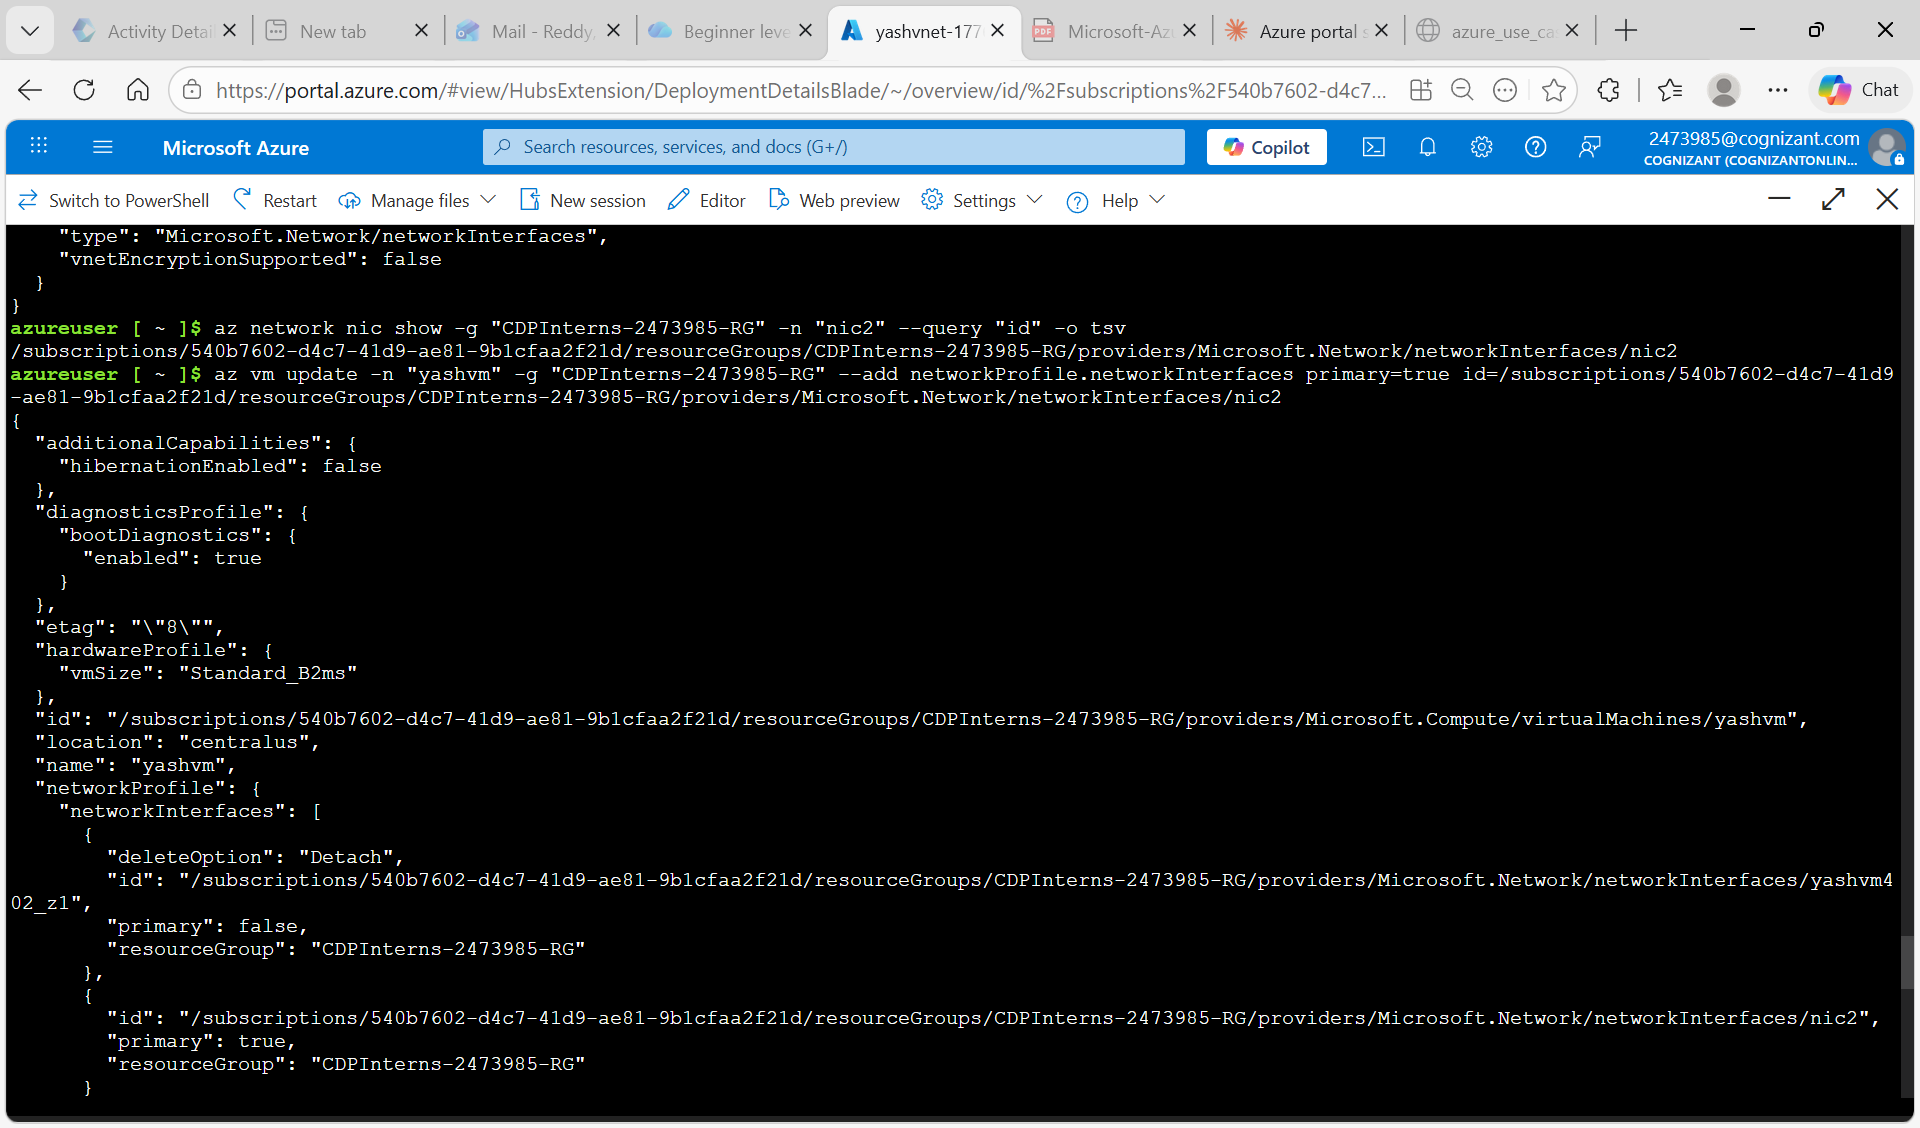 Activity Detai
New tab
Mail - Reddy,
Beginner leve
yashvnet-177
Microsoft-Az
Azure portal s
azure_use_ca
https://portal.azure.com/#view/HubsExtension/DeploymentDetailsBlade/~/overview/id/%2Fsubscriptions%2F540b7602-d4c7...
Chat
Microsoft Azure
Search resources, services, and docs (G+/)
Copilot
2473985@cognizant.com
COGNIZANT (COGNIZANTONLIN...
Switch to PowerShell
Restart
Manage files
New session
Editor
Web preview
Settings
Help
"type": "Microsoft.Network/networkInterfaces",
"vnetEncryptionSupported": false
}
}
azureuser [ ~ ]$ az network nic show -g "CDPInterns-2473985-RG" -n "nic2" --query "id" -o tsv
/subscriptions/540b7602-d4c7-41d9-ae81-9b1cfaa2f21d/resourceGroups/CDPInterns-2473985-RG/providers/Microsoft.Network/networkInterfaces/nic2
azureuser [ ~ ]$ az vm update -n "yashvm" -g "CDPInterns-2473985-RG" --add networkProfile.networkInterfaces primary=true id=/subscriptions/540b7602-d4c7-41d9
-ae81-9b1cfaa2f21d/resourceGroups/CDPInterns-2473985-RG/providers/Microsoft.Network/networkInterfaces/nic2
{
"additionalCapabilities": {
"hibernationEnabled": false
},
"diagnosticsProfile": {
"bootDiagnostics": {
"enabled": true
}
},
"etag": "\"8\"",
"hardwareProfile": {
"vmSize": "Standard_B2ms"
},
"id": "/subscriptions/540b7602-d4c7-41d9-ae81-9b1cfaa2f21d/resourceGroups/CDPInterns-2473985-RG/providers/Microsoft.Compute/virtualMachines/yashvm",
"location": "centralus",
"name": "yashvm",
"networkProfile": {
"networkInterfaces": [
{
"deleteOption": "Detach",
"id": "/subscriptions/540b7602-d4c7-41d9-ae81-9b1cfaa2f21d/resourceGroups/CDPInterns-2473985-RG/providers/Microsoft.Network/networkInterfaces/yashvm4
02_z1",
"primary": false,
"resourceGroup": "CDPInterns-2473985-RG"
},
{
"id": "/subscriptions/540b7602-d4c7-41d9-ae81-9b1cfaa2f21d/resourceGroups/CDPInterns-2473985-RG/providers/Microsoft.Network/networkInterfaces/nic2",
"primary": true,
"resourceGroup": "CDPInterns-2473985-RG"
}